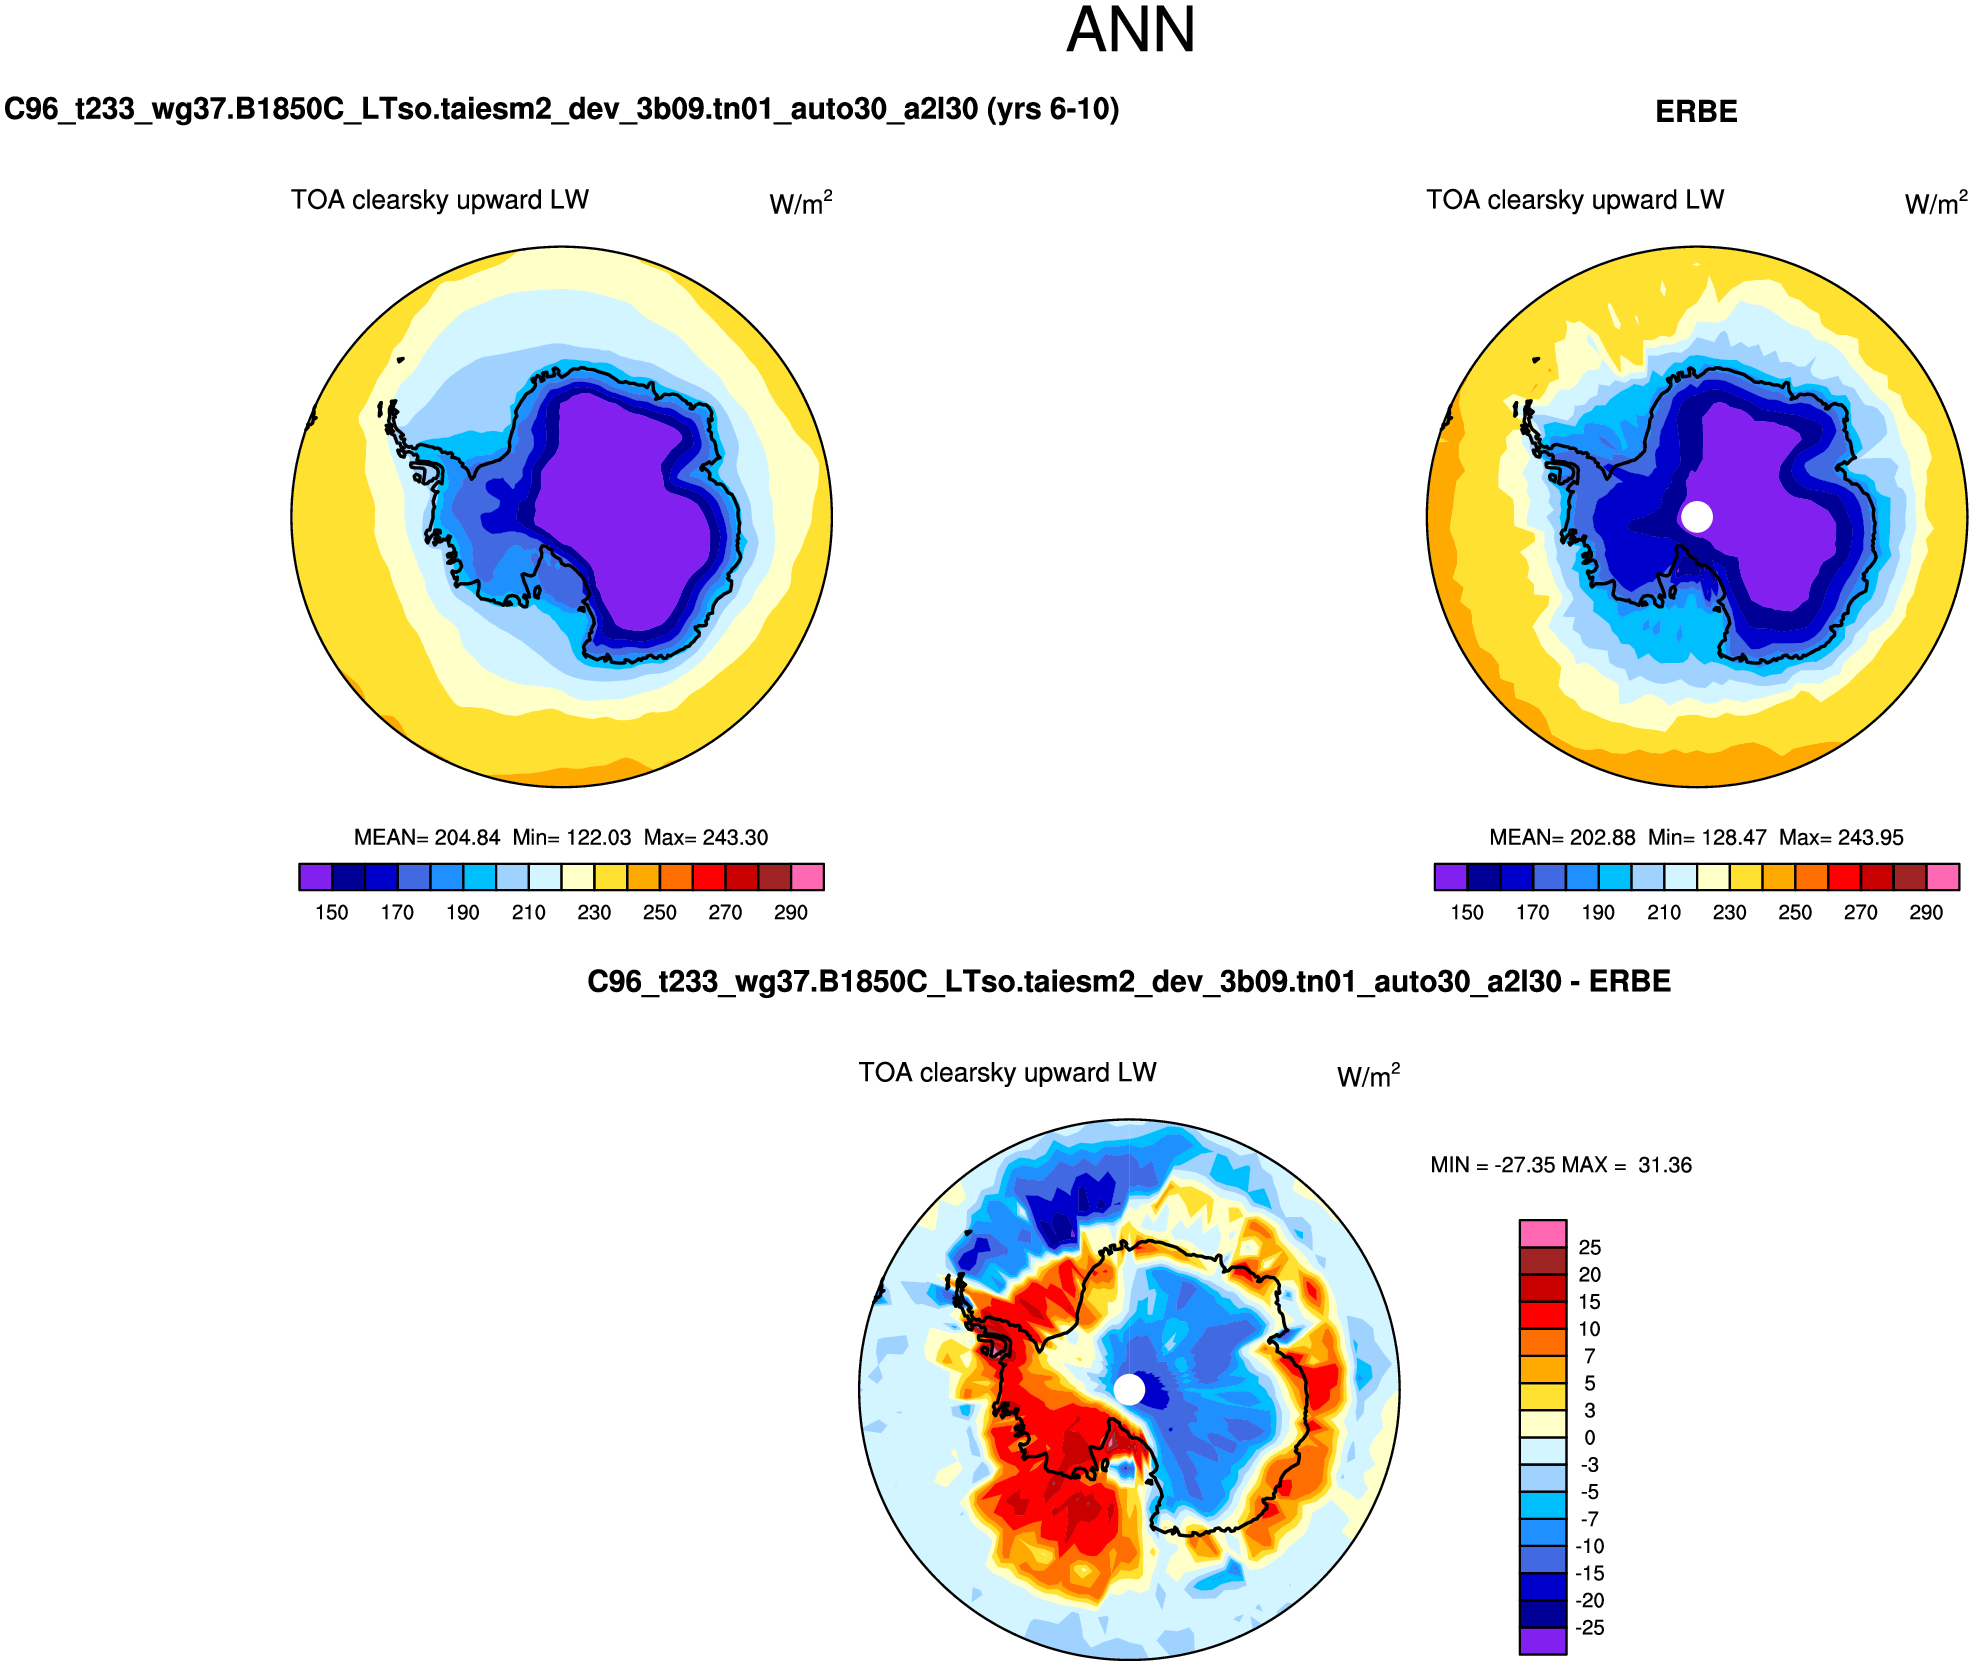 ANN
C96_t233_wg37.B1850C_LTso.taiesm2_dev_3b09.tn01_auto30_a2l30 (yrs 6-10)
ERBE
TOA clearsky upward LW W/m²
TOA clearsky upward LW W/m²
MEAN= 204.84 Min= 122.03 Max= 243.30
150 170 190 210 230 250 270 290
MEAN= 202.88 Min= 128.47 Max= 243.95
150 170 190 210 230 250 270 290
C96_t233_wg37.B1850C_LTso.taiesm2_dev_3b09.tn01_auto30_a2l30 - ERBE
TOA clearsky upward LW W/m²
MIN = -27.35 MAX = 31.36
25
20
15
10
7
5
3
0
-3
-5
-7
-10
-15
-20
-25